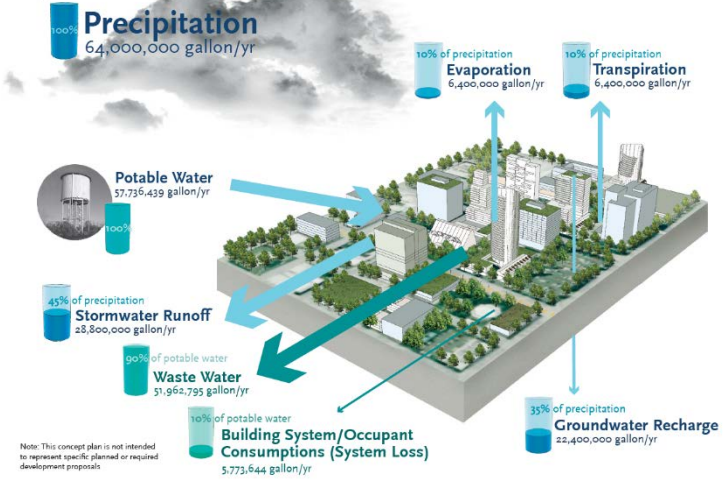 100%
Precipitation
64,000,000 gallon/yr
10% of precipitation
Evaporation
6,400,000 gallon/yr
10% of precipitation
Transpiration
6,400,000 gallon/yr
Potable Water
57,736,439 gallon/yr
100%
45% of precipitation
Stormwater Runoff
28,800,000 gallon/yr
90% of potable water
Waste Water
51,962,795 gallon/yr
10% of potable water
Building System/Occupant
Consumptions (System Loss)
5,773,644 gallon/yr
35% of precipitation
Groundwater Recharge
22,400,000 gallon/yr
Note: This concept plan is not intended
to represent specific planned or required
development proposals